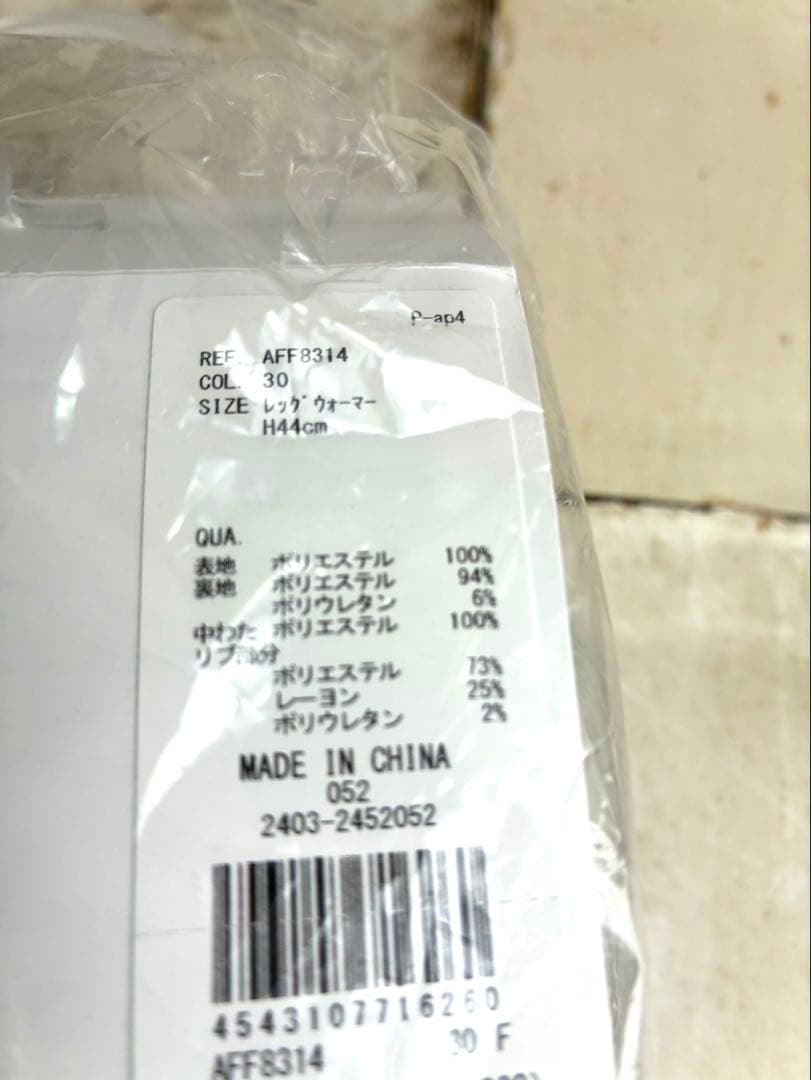 P-ap4
REF. AFF8314
COL. 30
SIZE レッグウォーマー
H44cm
QUA.
表地 ポリエステル 100%
裏地 ポリエステル 94%
ポリウレタン 6%
中わた ポリエステル 100%
リブ部分
ポリエステル 73%
レーヨン 25%
ポリウレタン 2%
MADE IN CHINA
052
2403-2452052
4543107716260
AFF8314 30 F